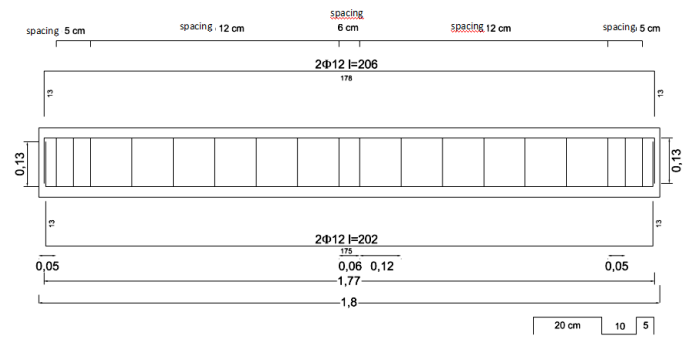 spacing 5 cm
spacing, 12 cm
spacing
6 cm
spacing 12 cm
spacing, 5 cm
2Φ12 l=206
178
13
13
0,13
0,13
13
13
2Φ12 l=202
175
0,05
0,06
0,12
0,05
1,77
1,8
20 cm
10
5